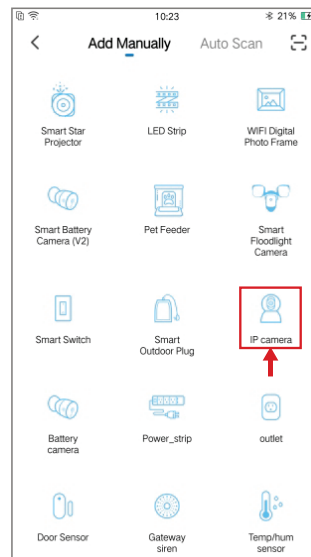 10:23
21%
Add Manually
Auto Scan
Smart Star
Projector
LED Strip
WIFI Digital
Photo Frame
Smart Battery
Camera (V2)
Pet Feeder
Smart
Floodlight
Camera
Smart Switch
Smart
Outdoor Plug
IP camera
Battery
camera
Power_strip
outlet
Door Sensor
Gateway
siren
Temp/hum
sensor